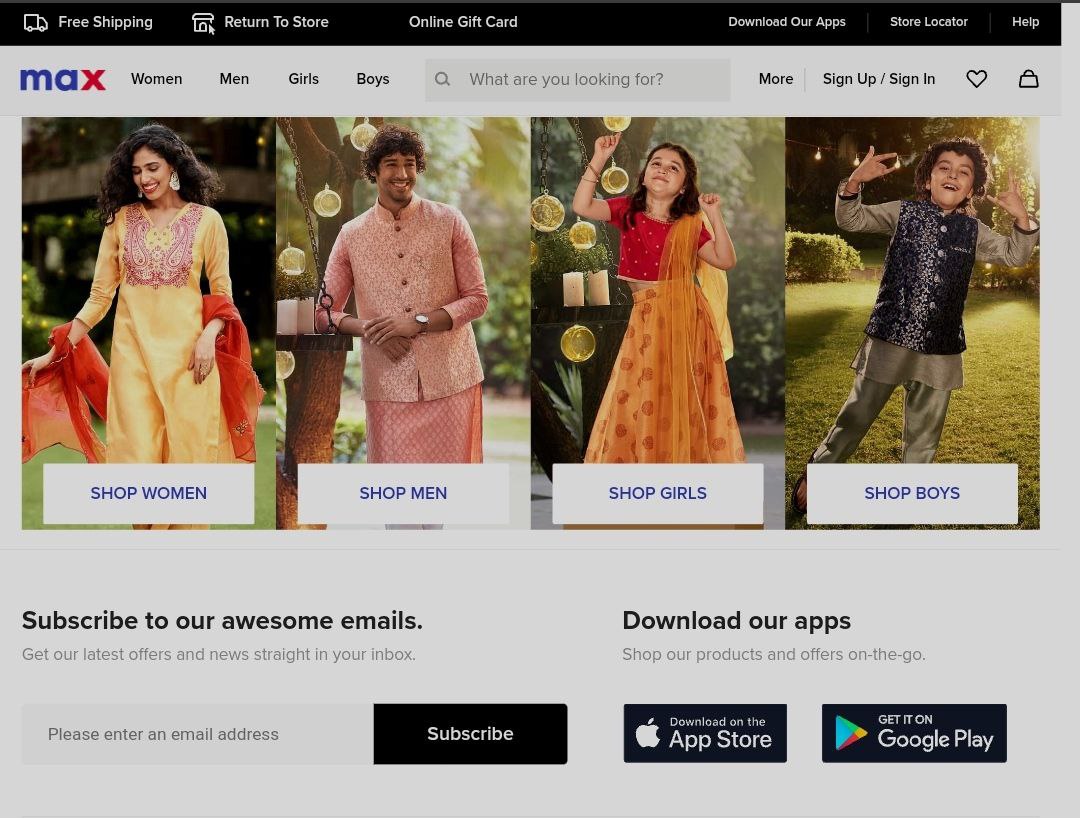 Free Shipping
Return To Store
Online Gift Card
Download Our Apps
Store Locator
Help
max
Women
Men
Girls
Boys
What are you looking for?
More
Sign Up / Sign In
SHOP WOMEN
SHOP MEN
SHOP GIRLS
SHOP BOYS
Subscribe to our awesome emails.
Get our latest offers and news straight in your inbox.
Please enter an email address
Subscribe
Download our apps
Shop our products and offers on-the-go.
Download on the
App Store
GET IT ON
Google Play